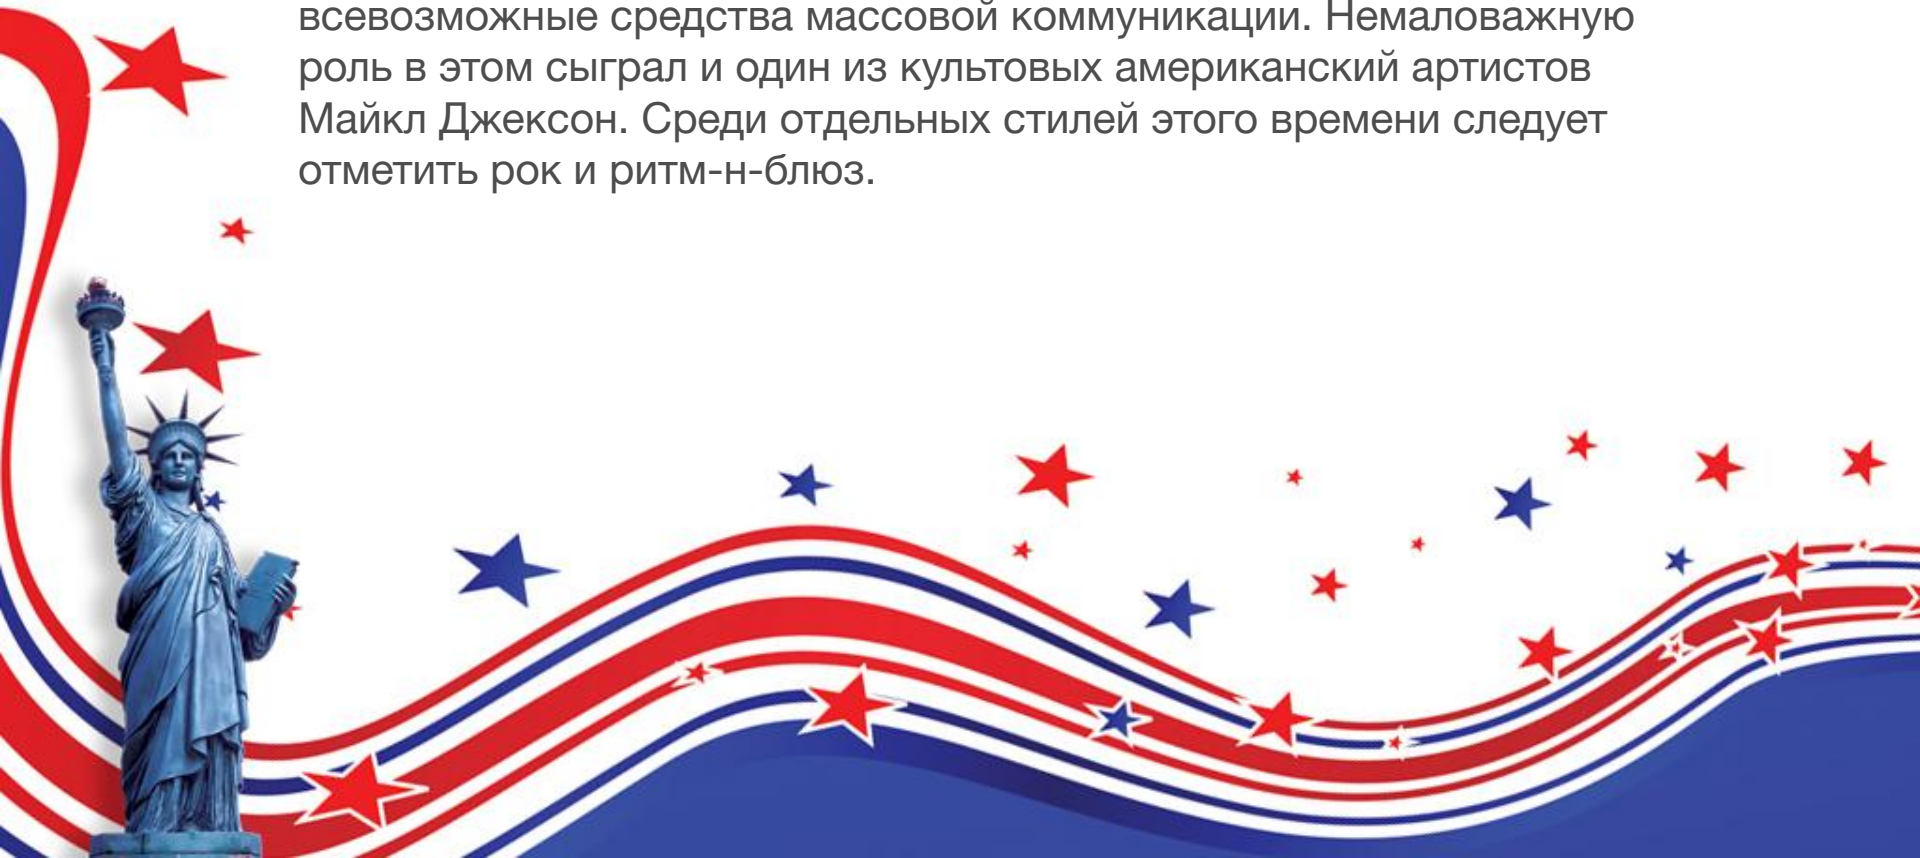 всевозможные средства массовой коммуникации. Немаловажную
роль в этом сыграл и один из культовых американский артистов
Майкл Джексон. Среди отдельных стилей этого времени следует
отметить рок и ритм-н-блюз.